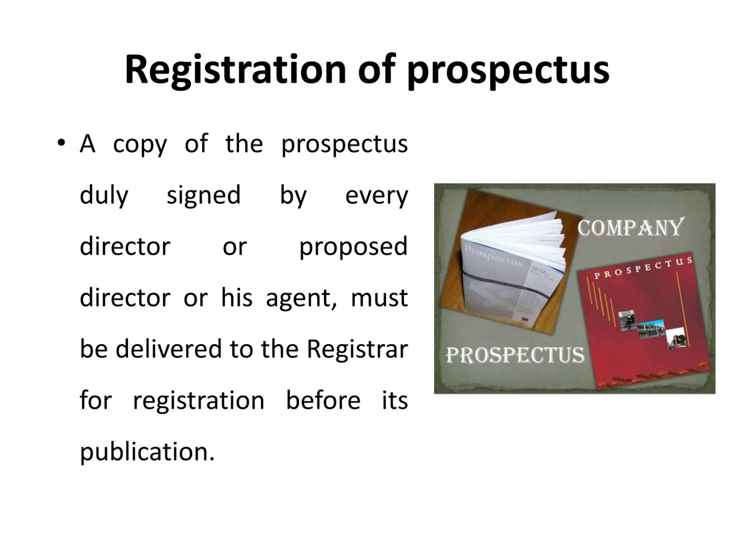 Registration of prospectus
• A copy of the prospectus
duly signed by every
director or proposed
director or his agent, must
be delivered to the Registrar
for registration before its
publication.
COMPANY
PROSPECTUS
Prospectus
PROSPECTUS